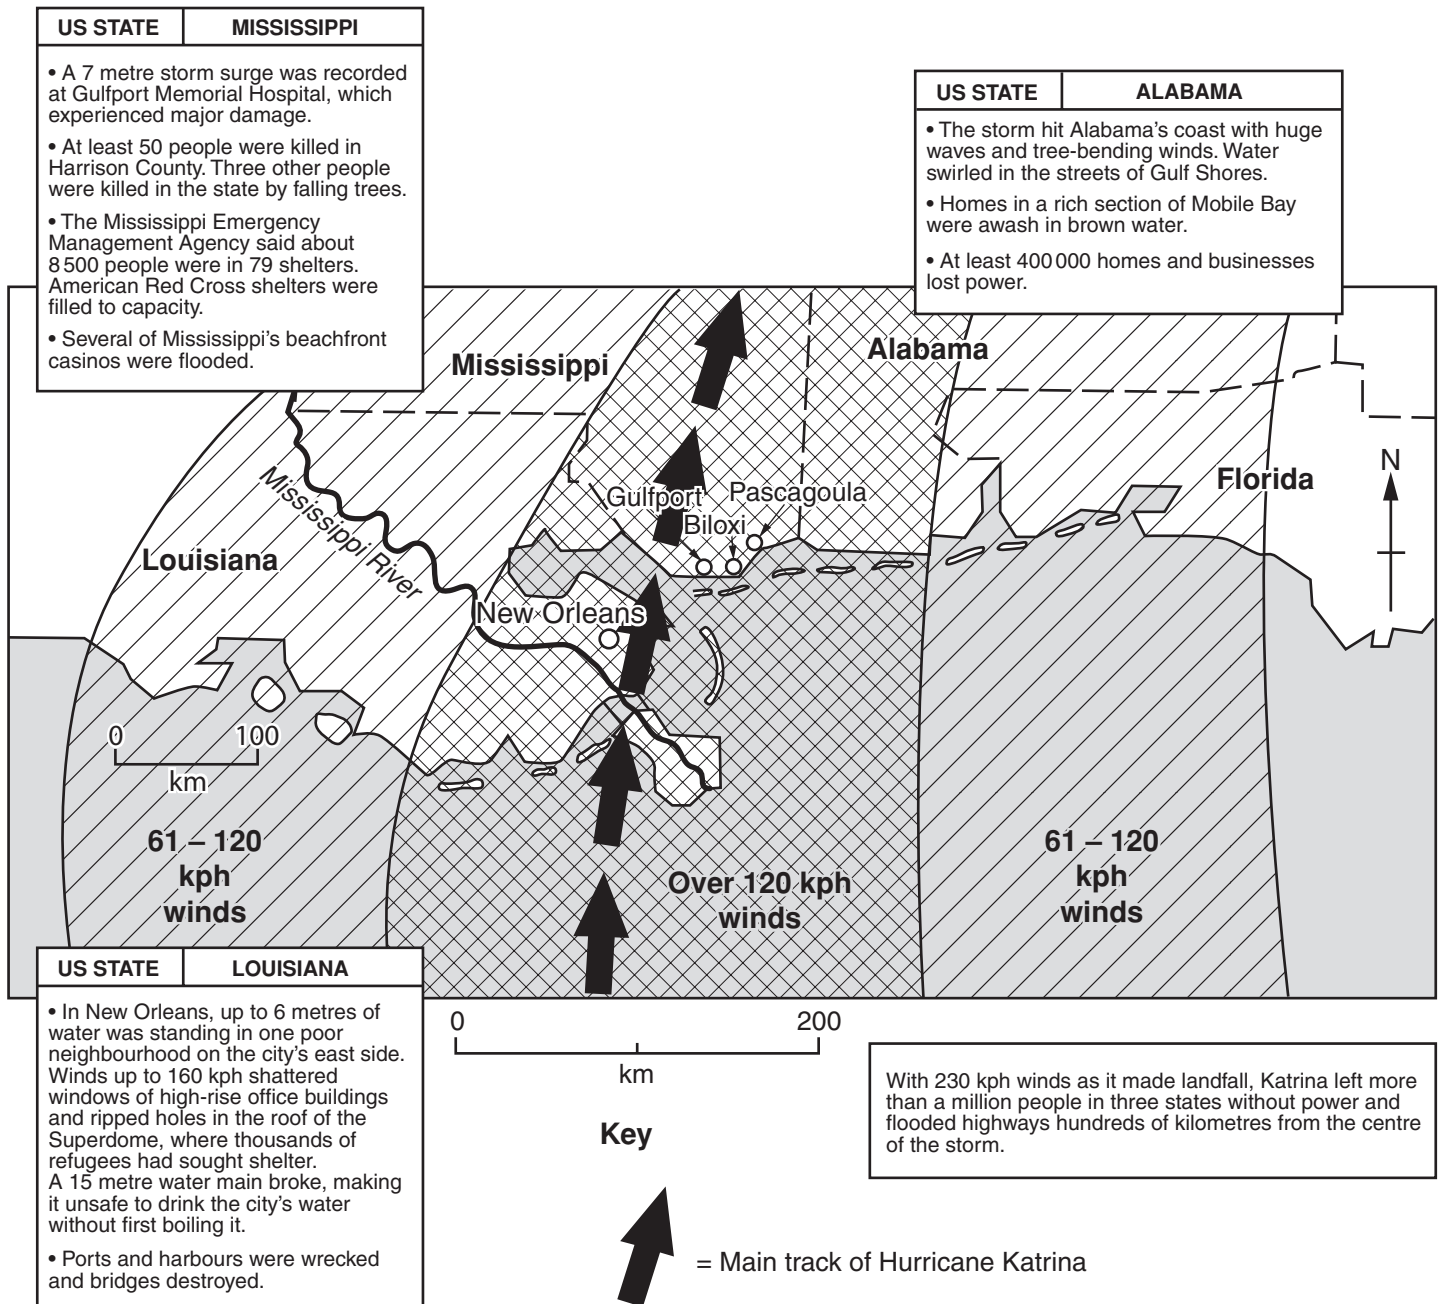 US STATE MISSISSIPPI
• A 7 metre storm surge was recorded
at Gulfport Memorial Hospital, which
experienced major damage.
• At least 50 people were killed in
Harrison County. Three other people
were killed in the state by falling trees.
• The Mississippi Emergency
Management Agency said about
8 500 people were in 79 shelters.
American Red Cross shelters were
filled to capacity.
• Several of Mississippi's beachfront
casinos were flooded.
US STATE ALABAMA
• The storm hit Alabama's coast with huge
waves and tree-bending winds. Water
swirled in the streets of Gulf Shores.
• Homes in a rich section of Mobile Bay
were awash in brown water.
• At least 400 000 homes and businesses
lost power.
Mississippi
Alabama
Florida
N
Gulfport
Pascagoula
Biloxi
Mississippi River
Louisiana
New Orleans
0 100
km
61 – 120
kph
winds
Over 120 kph
winds
61 – 120
kph
winds
US STATE LOUISIANA
• In New Orleans, up to 6 metres of
water was standing in one poor
neighbourhood on the city's east side.
Winds up to 160 kph shattered
windows of high-rise office buildings
and ripped holes in the roof of the
Superdome, where thousands of
refugees had sought shelter.
A 15 metre water main broke, making
it unsafe to drink the city's water
without first boiling it.
• Ports and harbours were wrecked
and bridges destroyed.
0 200
km
With 230 kph winds as it made landfall, Katrina left more
than a million people in three states without power and
flooded highways hundreds of kilometres from the centre
of the storm.
Key
= Main track of Hurricane Katrina